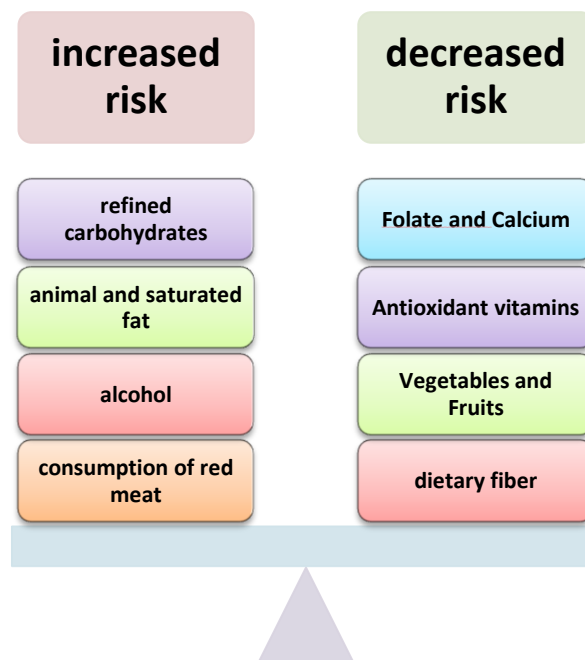 increased
risk
refined
carbohydrates
animal and saturated
fat
alcohol
consumption of red
meat
decreased
risk
Folate and Calcium
Antioxidant vitamins
Vegetables and
Fruits
dietary fiber